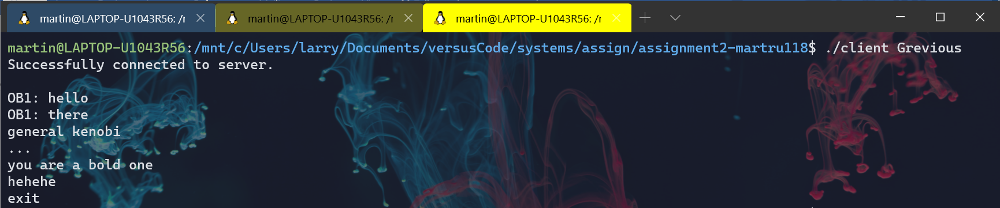 martin@LAPTOP-U1043R56: /r
martin@LAPTOP-U1043R56: /r
martin@LAPTOP-U1043R56: /r
martin@LAPTOP-U1043R56:/mnt/c/Users/larry/Documents/versusCode/systems/assign/assignment2-martru118$ ./client Grevious
Successfully connected to server.
OB1: hello
OB1: there
general kenobi
...
you are a bold one
hehehe
exit